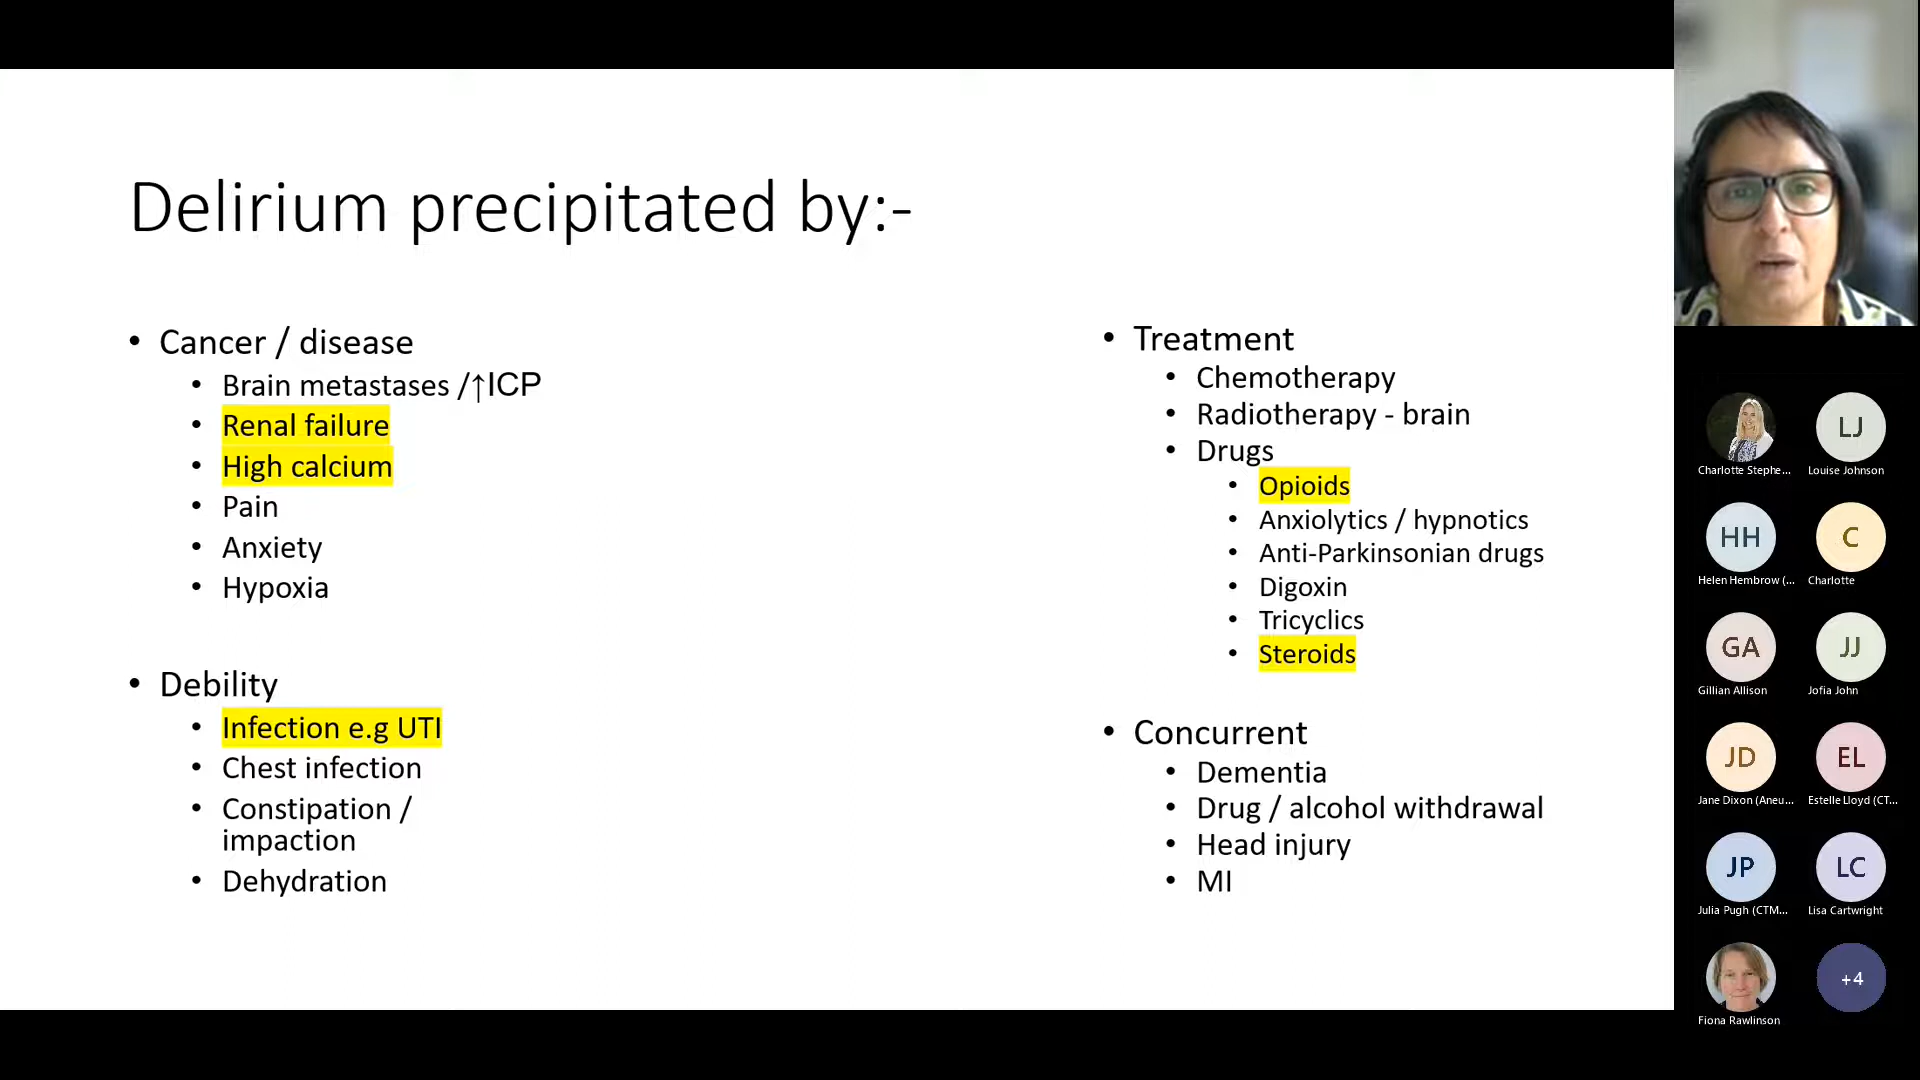 Delirium precipitated by:-
• Cancer / disease
• Brain metastases /↑ICP
• Renal failure
• High calcium
• Pain
• Anxiety
• Hypoxia
• Debility
• Infection e.g UTI
• Chest infection
• Constipation /
impaction
• Dehydration
• Treatment
• Chemotherapy
• Radiotherapy - brain
• Drugs
• Opioids
• Anxiolytics / hypnotics
• Anti-Parkinsonian drugs
• Digoxin
• Tricyclics
• Steroids
• Concurrent
• Dementia
• Drug / alcohol withdrawal
• Head injury
• MI
LJ
Charlotte Stephe... Louise Johnson
HH C
Helen Hembrow (... Charlotte
GA JJ
Gillian Allison Jofia John
JD EL
Jane Dixon (Aneu... Estelle Lloyd (CT...
JP LC
Julia Pugh (CTM... Lisa Cartwright
+4
Fiona Rawlinson